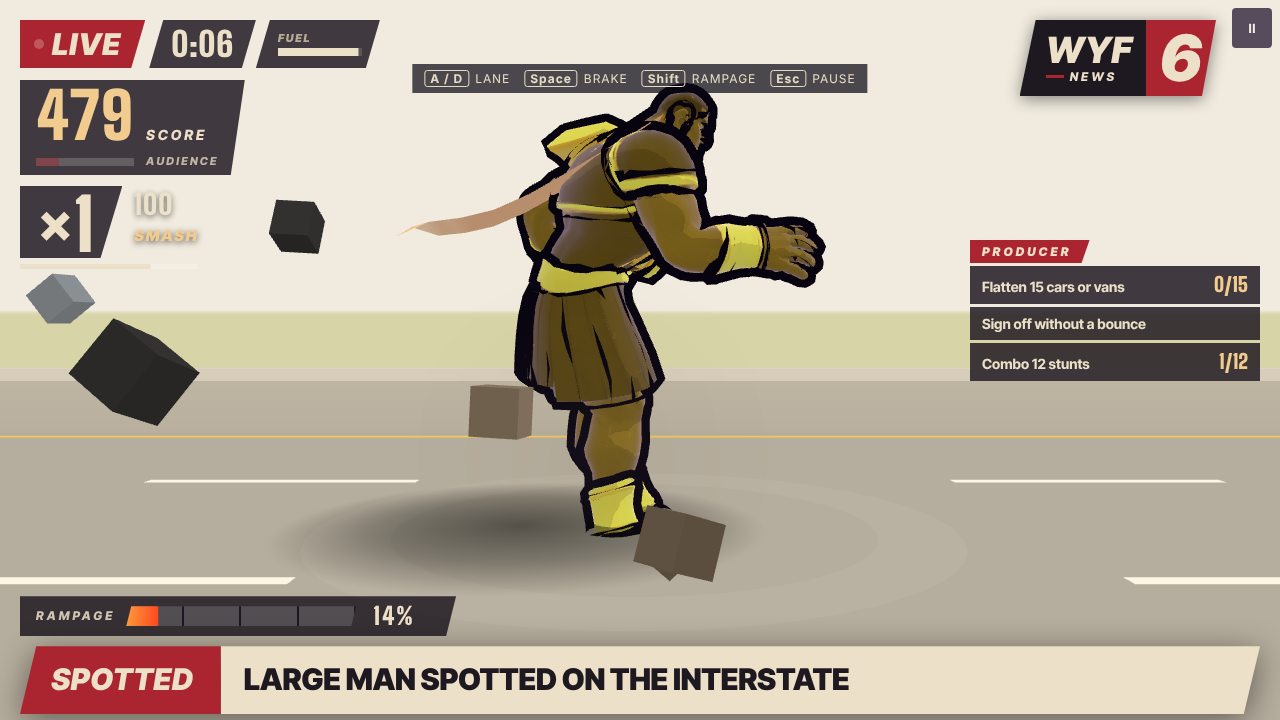 LIVE
0:06
FUEL
479 SCORE
AUDIENCE
×1
100
SMASH
A / D LANE Space BRAKE Shift RAMPAGE Esc PAUSE
WYF
NEWS
6
PRODUCER
Flatten 15 cars or vans 0/15
Sign off without a bounce
Combo 12 stunts 1/12
RAMPAGE 14%
SPOTTED
LARGE MAN SPOTTED ON THE INTERSTATE